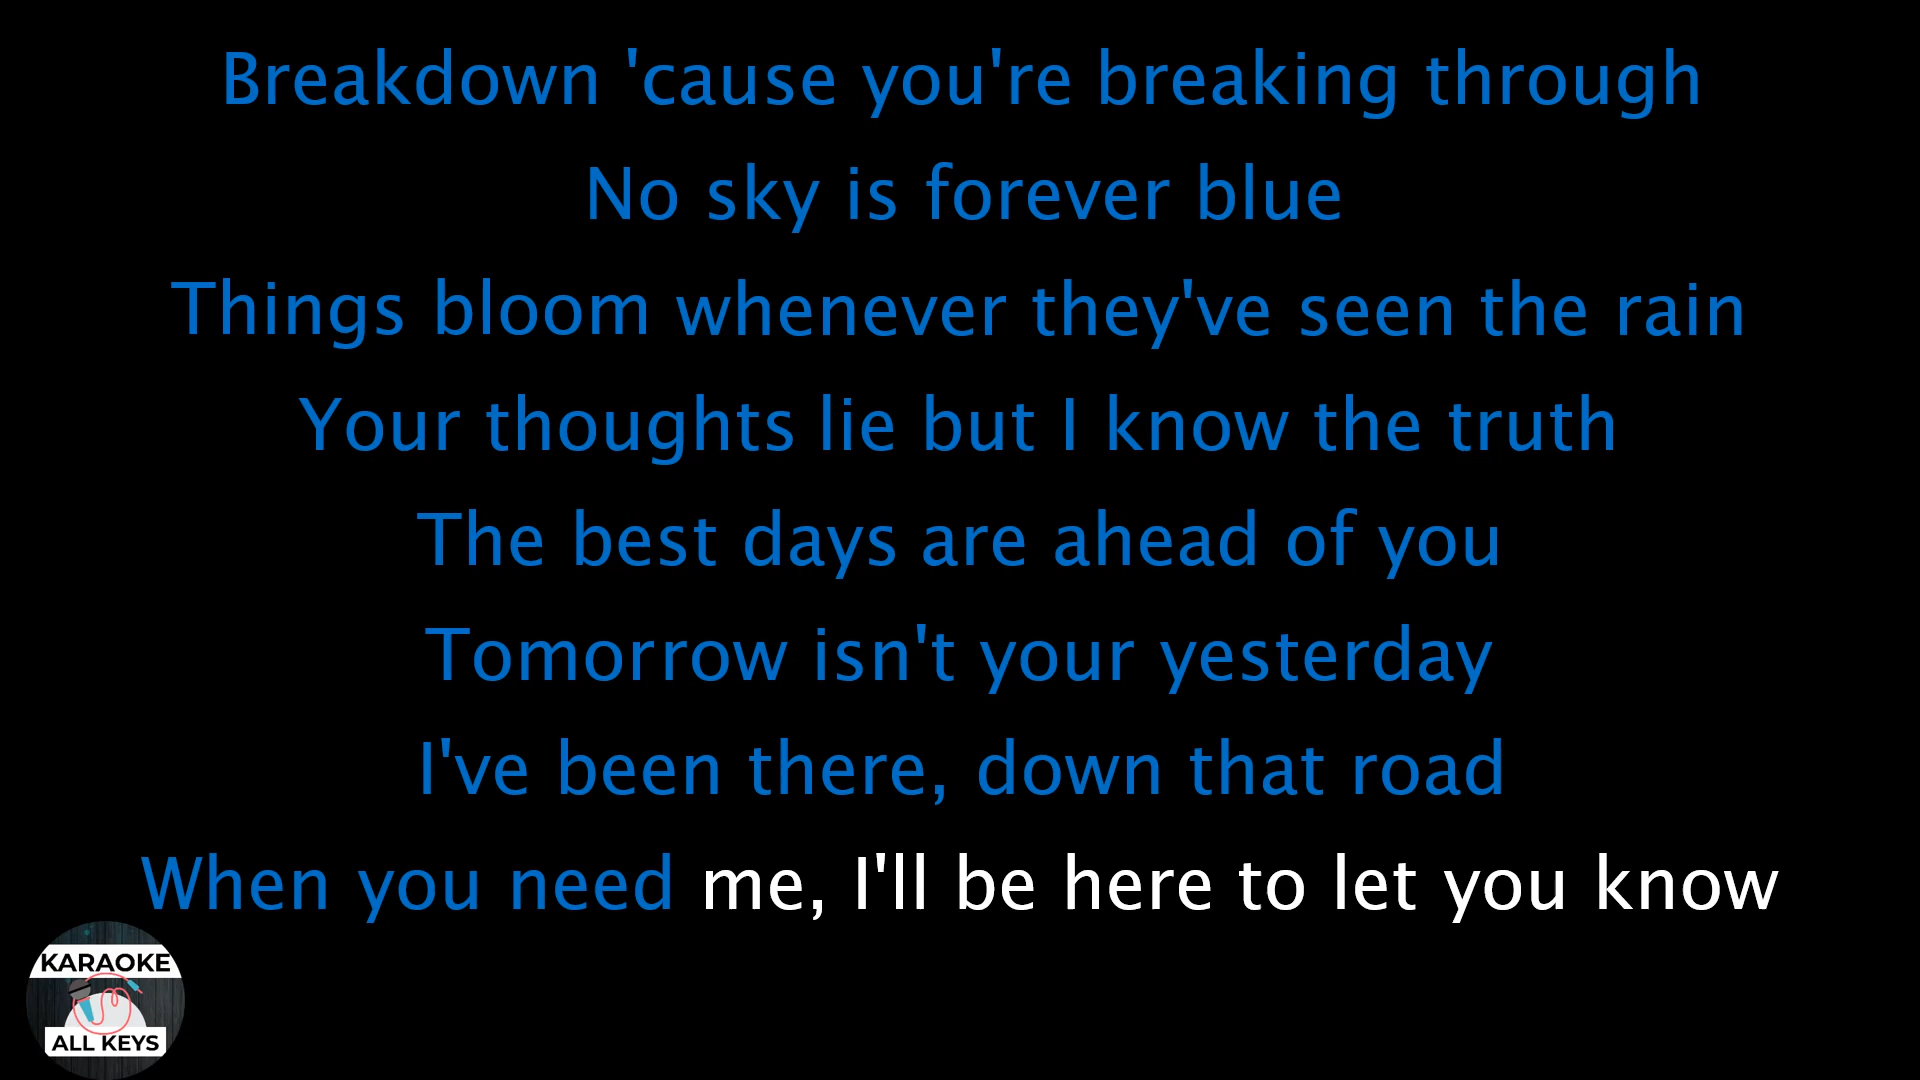 Breakdown 'cause you're breaking through
No sky is forever blue
Things bloom whenever they've seen the rain
Your thoughts lie but I know the truth
The best days are ahead of you
Tomorrow isn't your yesterday
I've been there, down that road
When you need me, I'll be here to let you know
KARAOKE
ALL KEYS